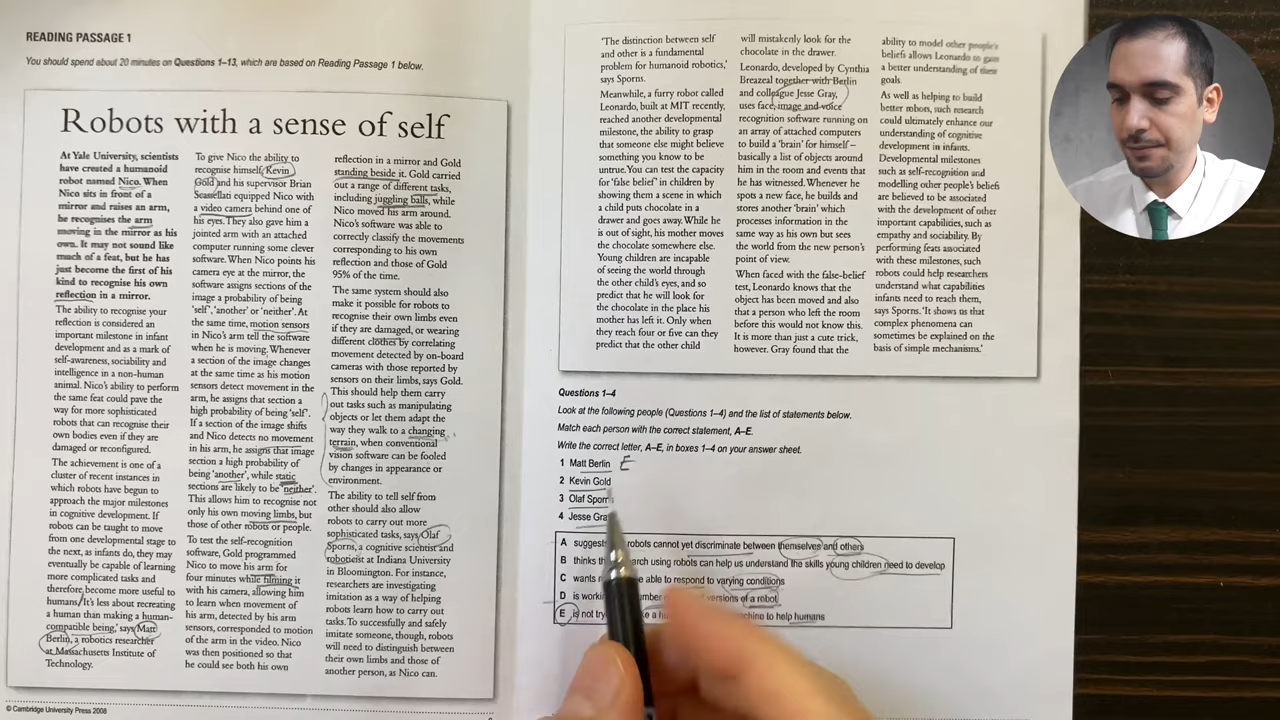 READING PASSAGE 1
You should spend about 20 minutes on Questions 1–13, which are based on Reading Passage 1 below.
Robots with a sense of self
At Yale University, scientists
have created a humanoid
robot named Nico. When
Nico sits in front of a
mirror and raises an arm,
he recognises the arm
moving in the mirror as his
own. It may not sound like
much of a feat, but he has
just become the first of his
kind to recognise his own
reflection in a mirror.
The ability to recognise your
reflection is considered an
important milestone in infant
development and as a mark of
self-awareness, sociability and
intelligence in a non-human
animal. Nico's ability to perform
the same feat could pave the
way for more sophisticated
robots that can recognise their
own bodies even if they are
damaged or reconfigured.
The achievement is one of a
cluster of recent instances in
which robots have begun to
approach the major milestones
in cognitive development. If
robots can be taught to move
from one developmental stage to
the next, as infants do, they may
eventually be capable of learning
more complicated tasks and
therefore become more useful to
humans. 'It's less about recreating
a human than making a human-
compatible being,' says Matt
Berlin, a robotics researcher
at Massachusetts Institute of
Technology.
To give Nico the ability to
recognise himself, Kevin
Gold and his supervisor Brian
Scassellati equipped Nico with
a video camera behind one of
his eyes. They also gave him a
jointed arm with an attached
computer running some clever
software. When Nico points his
camera eye at the mirror, the
software assigns sections of the
image a probability of being
'self', 'another' or 'neither'. At
the same time, motion sensors
in Nico's arm tell the software
when he is moving. Whenever
a section of the image changes
at the same time as his motion
sensors detect movement in the
arm, he assigns that section a
high probability of being 'self'.
If a section of the image shifts
and Nico detects no movement
in his arm, he assigns that image
section a high probability of
being 'another', while static
sections are likely to be 'neither'.
This allows him to recognise not
only his own moving limbs, but
those of other robots or people.
To test the self-recognition
software, Gold programmed
Nico to move his arm for
four minutes while filming it
with his camera, allowing him
to learn when movement of
his arm, detected by his arm
sensors, corresponded to motion
of the arm in the video. Nico
was then positioned so that
he could see both his own
reflection in a mirror and Gold
standing beside it. Gold carried
out a range of different tasks,
including juggling balls, while
Nico moved his arm around.
Nico's software was able to
correctly classify the movements
corresponding to his own
reflection and those of Gold
95% of the time.
The same system should also
make it possible for robots to
recognise their own limbs even
if they are damaged, or wearing
different clothes by correlating
movement detected by on-board
cameras with those reported by
sensors on their limbs, says Gold.
This should help them carry
out tasks such as manipulating
objects or let them adapt the
way they walk to a changing
terrain, when conventional
vision software can be fooled
by changes in appearance or
environment.
The ability to tell self from
other should also allow
robots to carry out more
sophisticated tasks, says Olaf
Sporns, a cognitive scientist and
roboticist at Indiana University
in Bloomington. For instance,
researchers are investigating
imitation as a way of helping
robots learn how to carry out
tasks. To successfully and safely
imitate someone, though, robots
will need to distinguish between
their own limbs and those of
another person, as Nico can.
© Cambridge University Press 2008
'The distinction between self
and other is a fundamental
problem for humanoid robots,'
says Sporns.
Meanwhile, a furry robot called
Leonardo, built at MIT recently,
reached another developmental
milestone, the ability to grasp
that someone else might believe
something you know to be
untrue. You can test the capacity
for 'false belief' in children by
showing them a scene in which
a child puts chocolate in a
drawer and goes away. While he
is out of sight, his mother moves
the chocolate somewhere else.
Young children are incapable
of seeing the world through
the other child's eyes, and so
predict that he will look for
the chocolate in the place his
mother has left it. Only when
they reach four or five can they
predict that the other child
will mistakenly look for the
chocolate in the drawer.
Leonardo, developed by Cynthia
Breazeal together with Berlin
and colleague Jesse Gray,
uses face, image and voice
recognition software running on
an array of attached computers
to build a 'brain' for himself –
basically a list of objects around
him in the room and events that
he has witnessed. Whenever he
spots a new face, he builds and
stores another 'brain' which
processes information in the
same way as his own but sees
the world from the new person's
point of view.
When faced with the false-belief
test, Leonardo knows that the
object has been moved and also
that a person who left the room
before this would not know this.
It is more than just a cute trick,
however. Gray found that the
ability to model other people's
beliefs allows Leonardo to gain
a better understanding of their
goals.
As well as helping to build
better robots, such research
could ultimately enhance our
understanding of cognitive
development in infants.
Developmental milestones
such as self-recognition and
modelling other people's beliefs
are believed to be associated
with the development of other
important capabilities, such as
empathy and sociability. By
performing feats associated
with these milestones, such
robots could help researchers
understand what capabilities
infants need to reach them,
says Sporns. 'It shows us that
complex phenomena can
sometimes be explained on the
basis of simple mechanisms.'
Questions 1–4
Look at the following people (Questions 1–4) and the list of statements below.
Match each person with the correct statement, A–E.
Write the correct letter, A–E, in boxes 1–4 on your answer sheet.
1 Matt Berlin E
2 Kevin Gold
3 Olaf Sporn
4 Jesse Gra
A suggests robots cannot yet discriminate between themselves and others
B thinks robots can help us understand the skills young children need to develop
C wants able to respond to varying conditions
D is working versions of a robot
E is not try to help humans